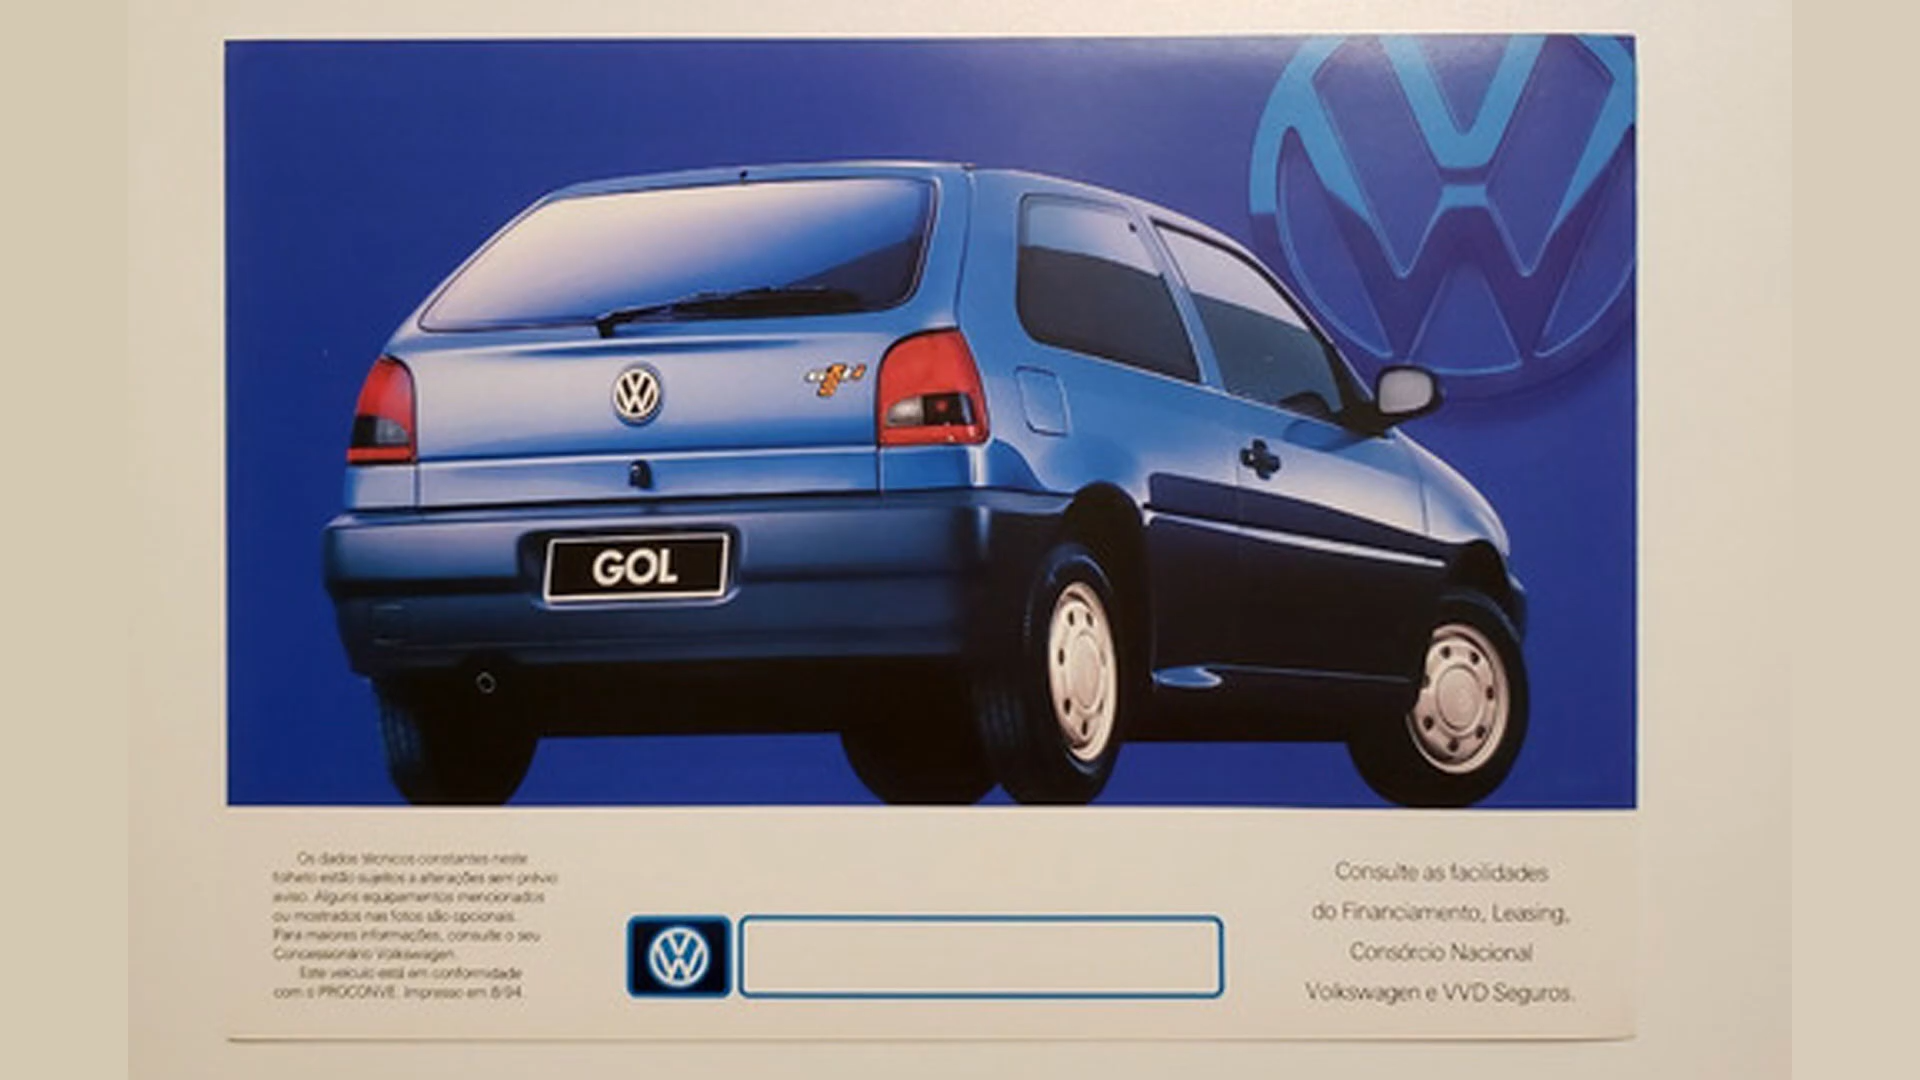 GOL
Os dados técnicos constantes neste
folheto estão sujeitos a alterações sem prévio
aviso. Alguns equipamentos mencionados
ou mostrados nas fotos são opcionais.
Para maiores informações, consulte o seu
Concessionário Volkswagen.
Este veículo está em conformidade
com o PROCONVE. Impresso em 8/94.
Consulte as facilidades
do Financiamento, Leasing,
Consórcio Nacional
Volkswagen e VVD Seguros.